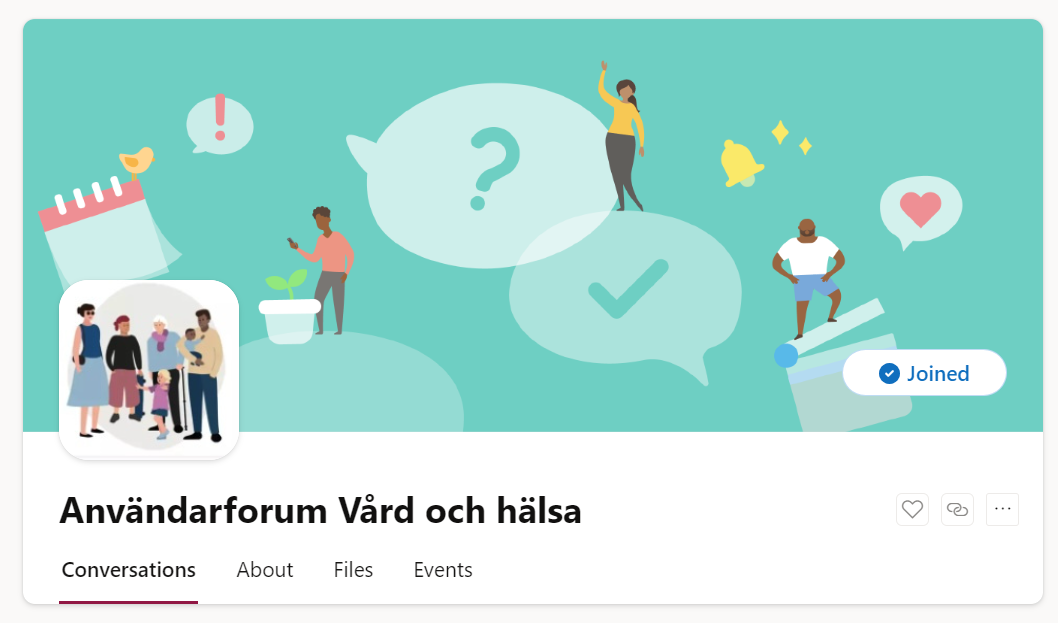 Joined
Användarforum Vård och hälsa
Conversations About Files Events